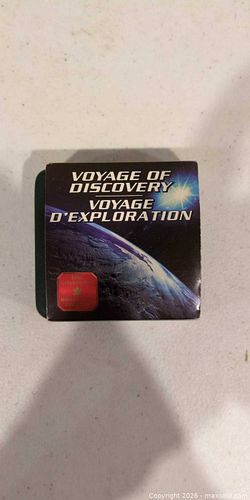 VOYAGE OF
DISCOVERY
VOYAGE
D'EXPLORATION
Copyright 2026 - maxsold.com